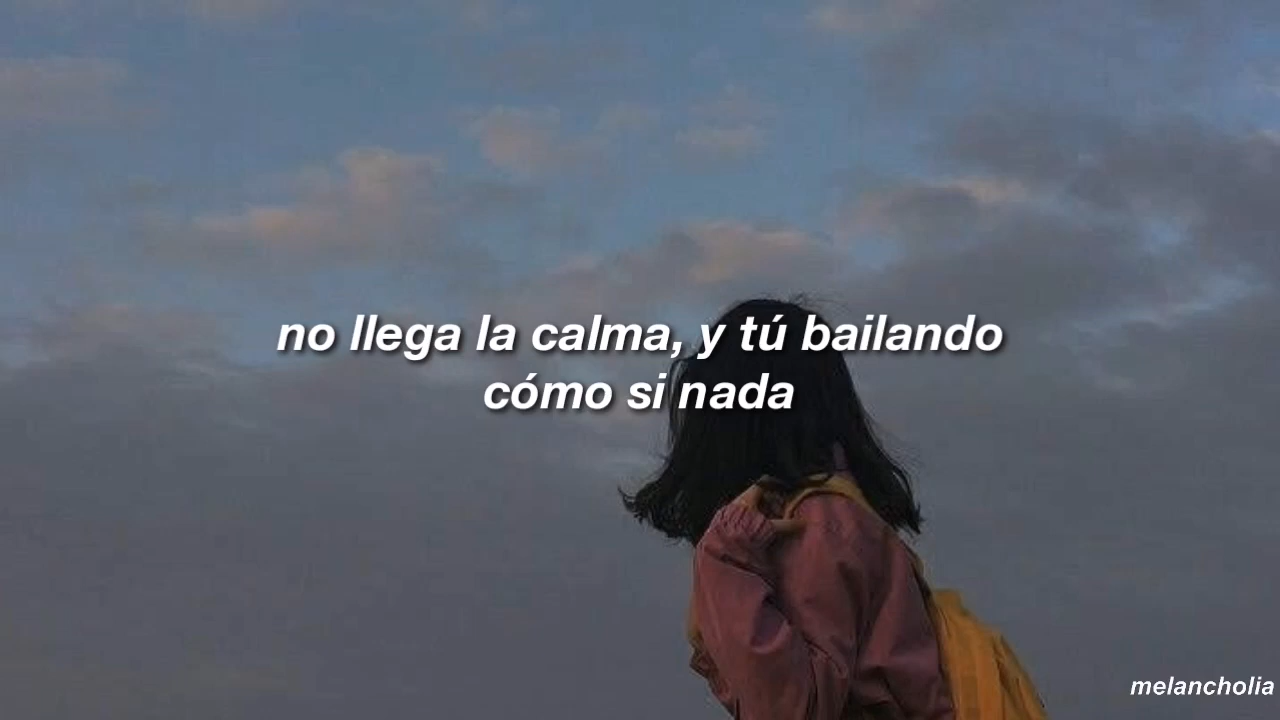 no llega la calma, y tú bailando
cómo si nada
melancholia